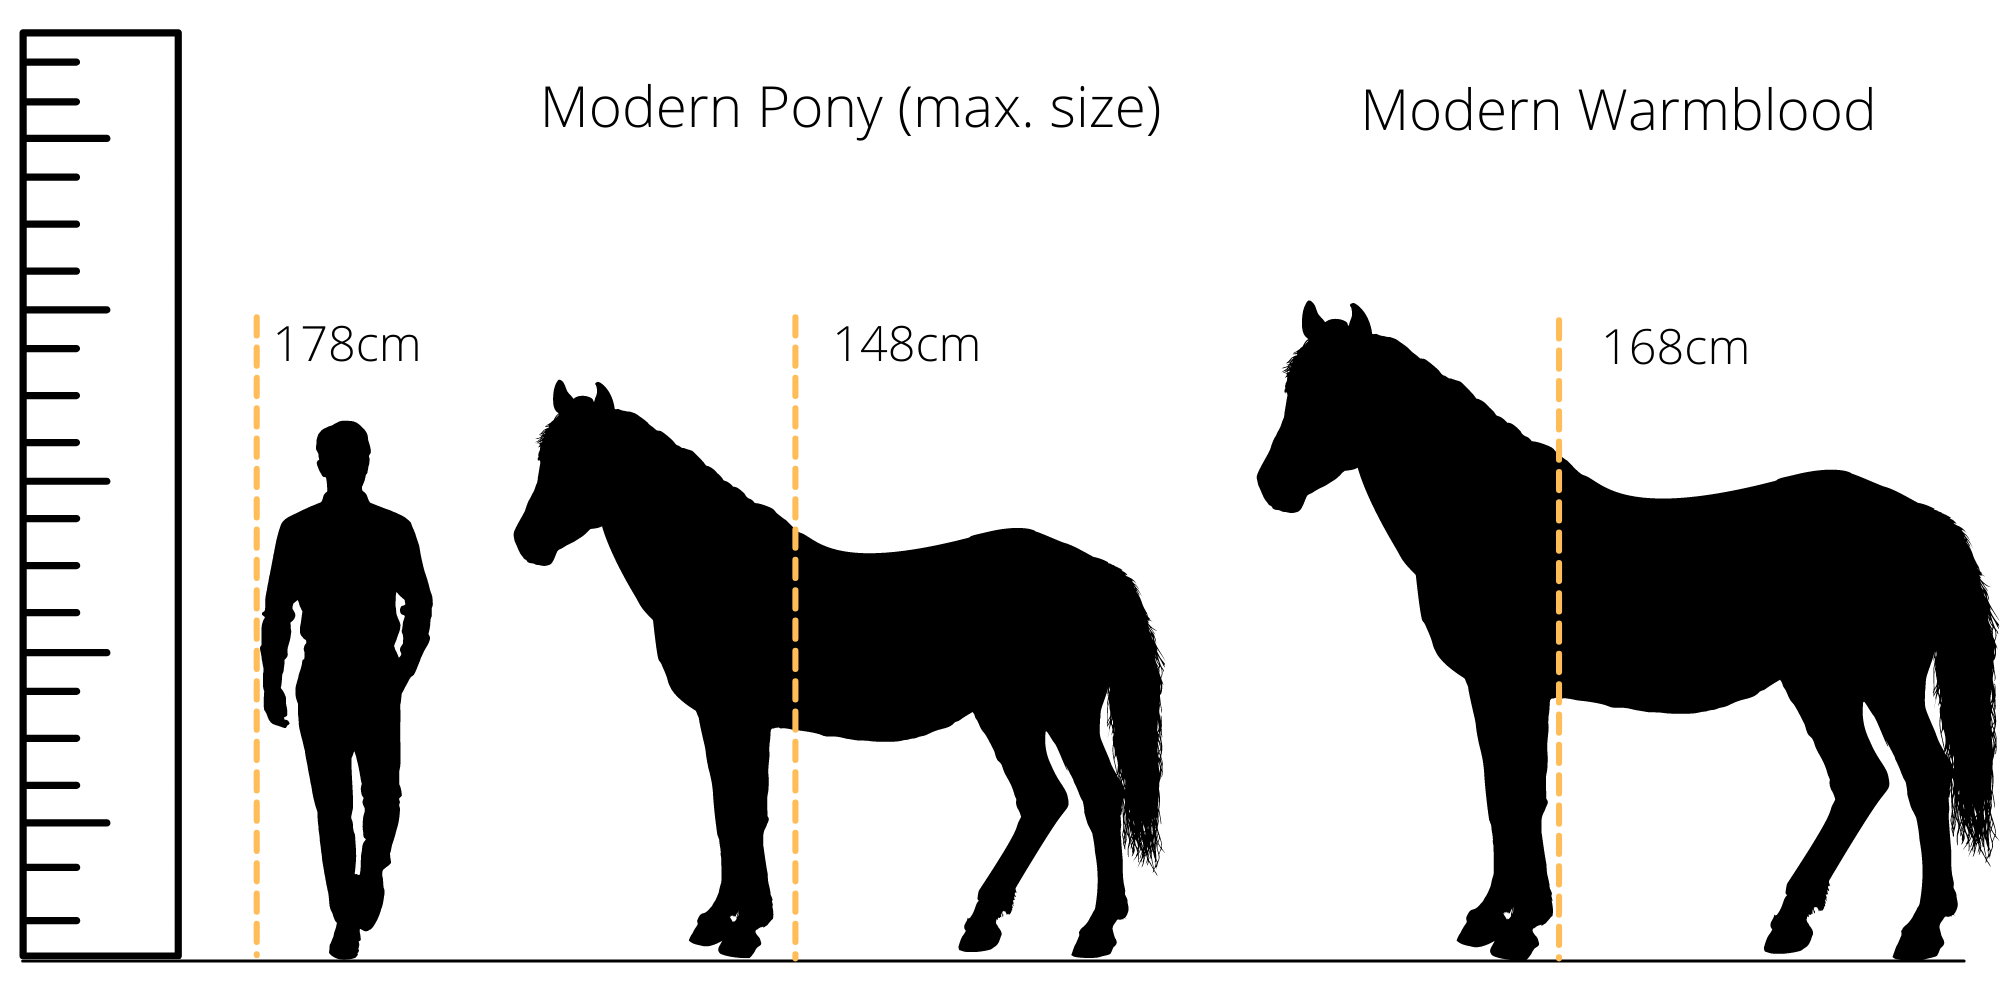 Modern Pony (max. size)
Modern Warmblood
178cm
148cm
168cm